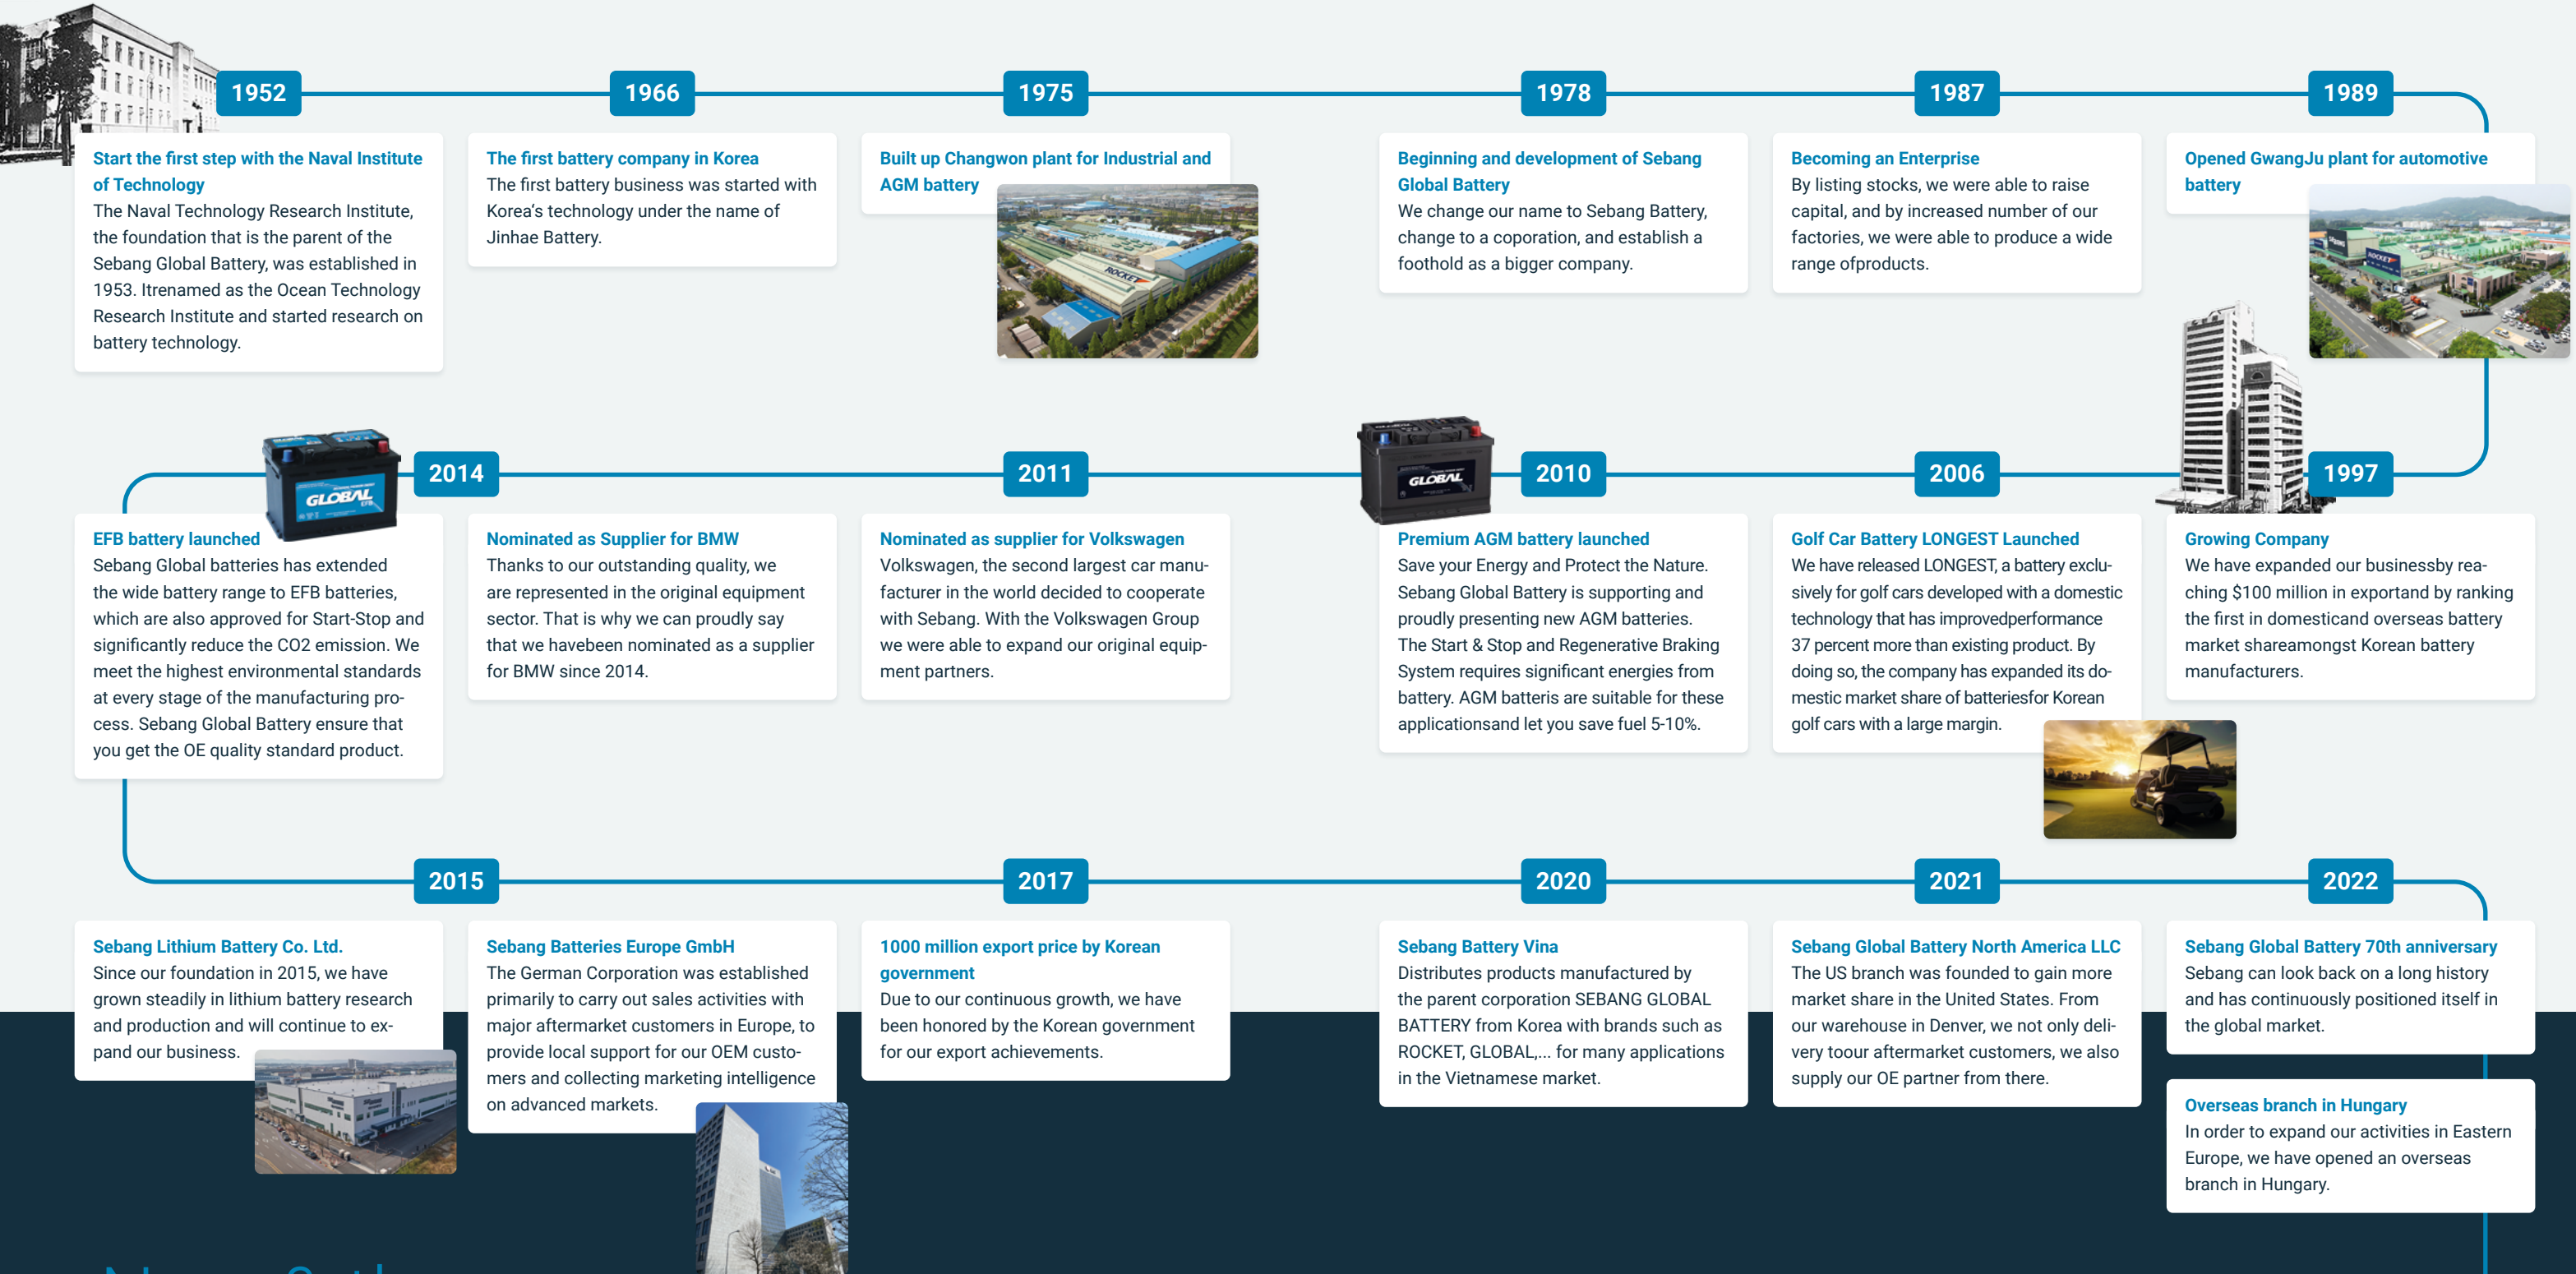 1952
Start the first step with the Naval Institute
of Technology
The Naval Technology Research Institute,
the foundation that is the parent of the
Sebang Global Battery, was established in
1953. Itrenamed as the Ocean Technology
Research Institute and started research on
battery technology.
1966
The first battery company in Korea
The first battery business was started with
Korea‘s technology under the name of
Jinhae Battery.
1975
Built up Changwon plant for Industrial and
AGM battery
ROCKET
1978
Beginning and development of Sebang
Global Battery
We change our name to Sebang Battery,
change to a coporation, and establish a
foothold as a bigger company.
1987
Becoming an Enterprise
By listing stocks, we were able to raise
capital, and by increased number of our
factories, we were able to produce a wide
range ofproducts.
1989
Opened GwangJu plant for automotive
battery
ROCKET
1997
Growing Company
We have expanded our businessby rea-
ching $100 million in exportand by ranking
the first in domesticand overseas battery
market shareamongst Korean battery
manufacturers.
2006
Golf Car Battery LONGEST Launched
We have released LONGEST, a battery exclu-
sively for golf cars developed with a domestic
technology that has improvedperformance
37 percent more than existing product. By
doing so, the company has expanded its do-
mestic market share of batteriesfor Korean
golf cars with a large margin.
2010
GLOBAL
Premium AGM battery launched
Save your Energy and Protect the Nature.
Sebang Global Battery is supporting and
proudly presenting new AGM batteries.
The Start & Stop and Regenerative Braking
System requires significant energies from
battery. AGM batteris are suitable for these
applicationsand let you save fuel 5-10%.
2011
Nominated as supplier for Volkswagen
Volkswagen, the second largest car manu-
facturer in the world decided to cooperate
with Sebang. With the Volkswagen Group
we were able to expand our original equip-
ment partners.
2014
Nominated as Supplier for BMW
Thanks to our outstanding quality, we
are represented in the original equipment
sector. That is why we can proudly say
that we havebeen nominated as a supplier
for BMW since 2014.
GLOBAL
EFB
EFB battery launched
Sebang Global batteries has extended
the wide battery range to EFB batteries,
which are also approved for Start-Stop and
significantly reduce the CO2 emission. We
meet the highest environmental standards
at every stage of the manufacturing pro-
cess. Sebang Global Battery ensure that
you get the OE quality standard product.
2015
Sebang Lithium Battery Co. Ltd.
Since our foundation in 2015, we have
grown steadily in lithium battery research
and production and will continue to ex-
pand our business.
Sebang Batteries Europe GmbH
The German Corporation was established
primarily to carry out sales activities with
major aftermarket customers in Europe, to
provide local support for our OEM custo-
mers and collecting marketing intelligence
on advanced markets.
2017
1000 million export price by Korean
government
Due to our continuous growth, we have
been honored by the Korean government
for our export achievements.
2020
Sebang Battery Vina
Distributes products manufactured by
the parent corporation SEBANG GLOBAL
BATTERY from Korea with brands such as
ROCKET, GLOBAL,... for many applications
in the Vietnamese market.
2021
Sebang Global Battery North America LLC
The US branch was founded to gain more
market share in the United States. From
our warehouse in Denver, we not only deli-
very toour aftermarket customers, we also
supply our OE partner from there.
2022
Sebang Global Battery 70th anniversary
Sebang can look back on a long history
and has continuously positioned itself in
the global market.
Overseas branch in Hungary
In order to expand our activities in Eastern
Europe, we have opened an overseas
branch in Hungary.